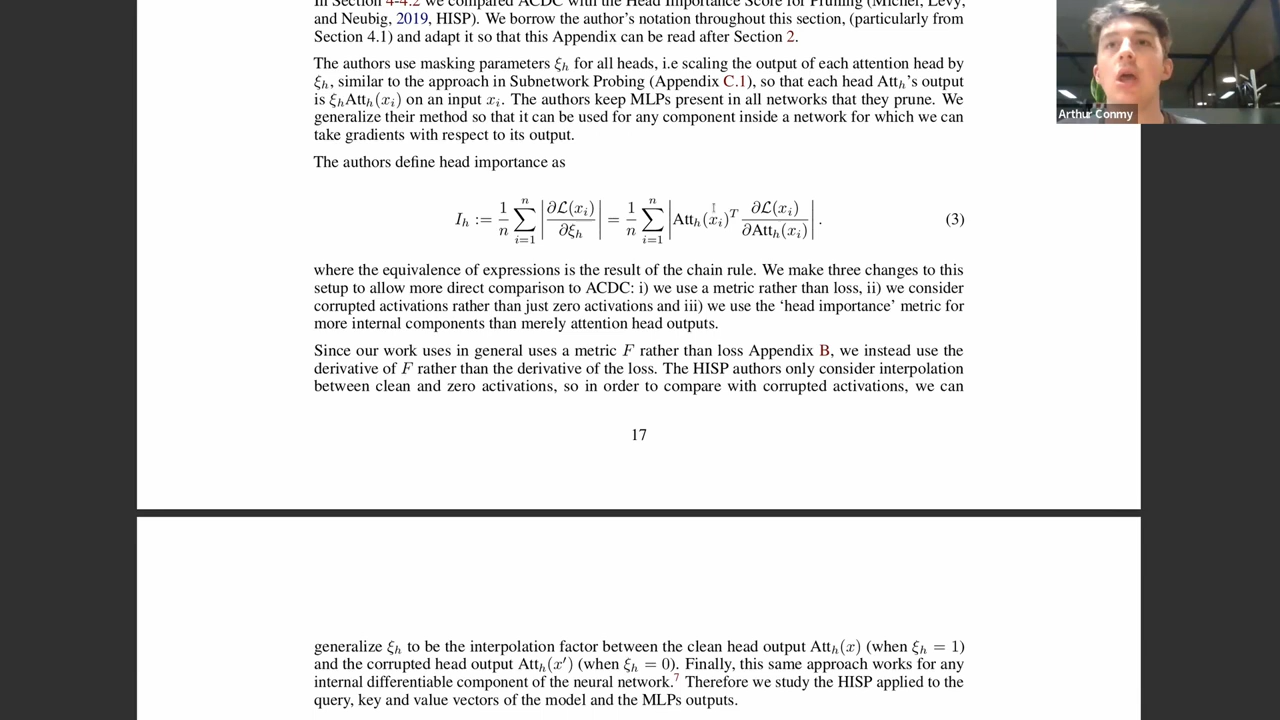 In Section 4-4.2 we compared ACDC with the Head Importance Score for Pruning (Michel, Levy,
and Neubig, 2019, HISP). We borrow the author's notation throughout this section, (particularly from
Section 4.1) and adapt it so that this Appendix can be read after Section 2.
The authors use masking parameters ξ_h for all heads, i.e scaling the output of each attention head by
ξ_h, similar to the approach in Subnetwork Probing (Appendix C.1), so that each head Att_h's output
is ξ_h Att_h(x_i) on an input x_i. The authors keep MLPs present in all networks that they prune. We
generalize their method so that it can be used for any component inside a network for which we can
take gradients with respect to its output.
The authors define head importance as
I_h := \frac{1}{n} \sum_{i=1}^{n} \left| \frac{∂\mathcal{L}(x_i)}{∂ξ_h} \right| = \frac{1}{n} \sum_{i=1}^{n} \left| Att_h(x_i)^T \frac{∂\mathcal{L}(x_i)}{∂Att_h(x_i)} \right| . (3)
where the equivalence of expressions is the result of the chain rule. We make three changes to this
setup to allow more direct comparison to ACDC: i) we use a metric rather than loss, ii) we consider
corrupted activations rather than just zero activations and iii) we use the 'head importance' metric for
more internal components than merely attention head outputs.
Since our work uses in general uses a metric F rather than loss Appendix B, we instead use the
derivative of F rather than the derivative of the loss. The HISP authors only consider interpolation
between clean and zero activations, so in order to compare with corrupted activations, we can
17
generalize ξ_h to be the interpolation factor between the clean head output Att_h(x) (when ξ_h = 1)
and the corrupted head output Att_h(x′) (when ξ_h = 0). Finally, this same approach works for any
internal differentiable component of the neural network.⁷ Therefore we study the HISP applied to the
query, key and value vectors of the model and the MLPs outputs.
Arthur Conmy